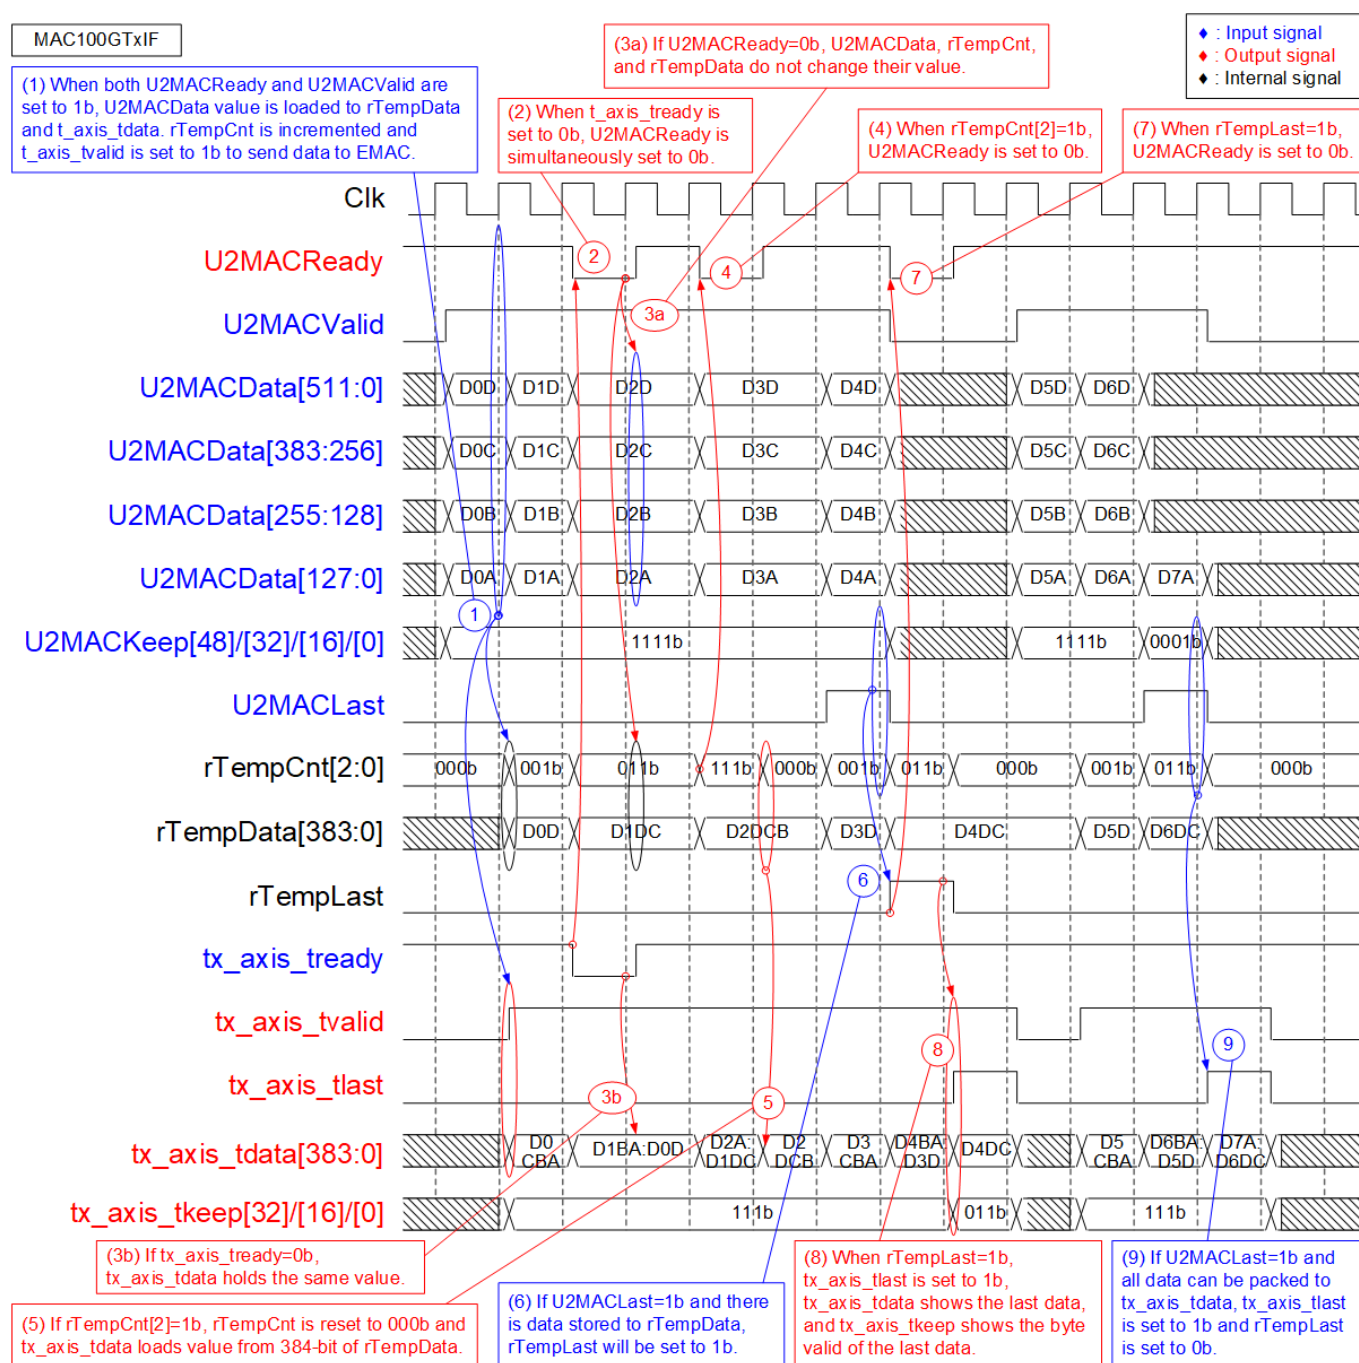 MAC100GTxIF
♦ : Input signal
♦ : Output signal
♦ : Internal signal
(1) When both U2MACReady and U2MACValid are
set to 1b, U2MACData value is loaded to rTempData
and t_axis_tdata. rTempCnt is incremented and
t_axis_tvalid is set to 1b to send data to EMAC.
(3a) If U2MACReady=0b, U2MACData, rTempCnt,
and rTempData do not change their value.
(2) When t_axis_tready is
set to 0b, U2MACReady is
simultaneously set to 0b.
(4) When rTempCnt[2]=1b,
U2MACReady is set to 0b.
(7) When rTempLast=1b,
U2MACReady is set to 0b.
Clk
U2MACReady
2
4
7
U2MACValid
3a
U2MACData[511:0]
D0D D1D D2D D3D D4D D5D D6D
U2MACData[383:256]
D0C D1C D2C D3C D4C D5C D6C
U2MACData[255:128]
D0B D1B D2B D3B D4B D5B D6B
U2MACData[127:0]
D0A D1A D2A D3A D4A D5A D6A D7A
1
U2MACKeep[48]/[32]/[16]/[0]
1111b 1111b 0001b
U2MACLast
rTempCnt[2:0]
000b 001b 011b 111b 000b 001b 011b 000b 001b 011b 000b
rTempData[383:0]
D0D D1DC D2DCB D3D D4DC D5D D6DC
rTempLast
6
tx_axis_tready
tx_axis_tvalid
8
9
tx_axis_tlast
3b
5
tx_axis_tdata[383:0]
D0 D1BA:D0D D2A: D2 D3 D4BA: D4DC D5 D6BA: D7A:
CBA D1DC DCB CBA D3D CBA D5D D6DC
tx_axis_tkeep[32]/[16]/[0]
111b 011b 111b
(3b) If tx_axis_tready=0b,
tx_axis_tdata holds the same value.
(5) If rTempCnt[2]=1b, rTempCnt is reset to 000b and
tx_axis_tdata loads value from 384-bit of rTempData.
(6) If U2MACLast=1b and there
is data stored to rTempData,
rTempLast will be set to 1b.
(8) When rTempLast=1b,
tx_axis_tlast is set to 1b,
tx_axis_tdata shows the last data,
and tx_axis_tkeep shows the byte
valid of the last data.
(9) If U2MACLast=1b and
all data can be packed to
tx_axis_tdata, tx_axis_tlast
is set to 1b and rTempLast
is set to 0b.